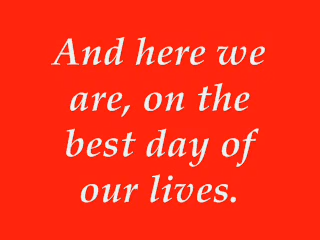 And here we
are, on the
best day of
our lives.